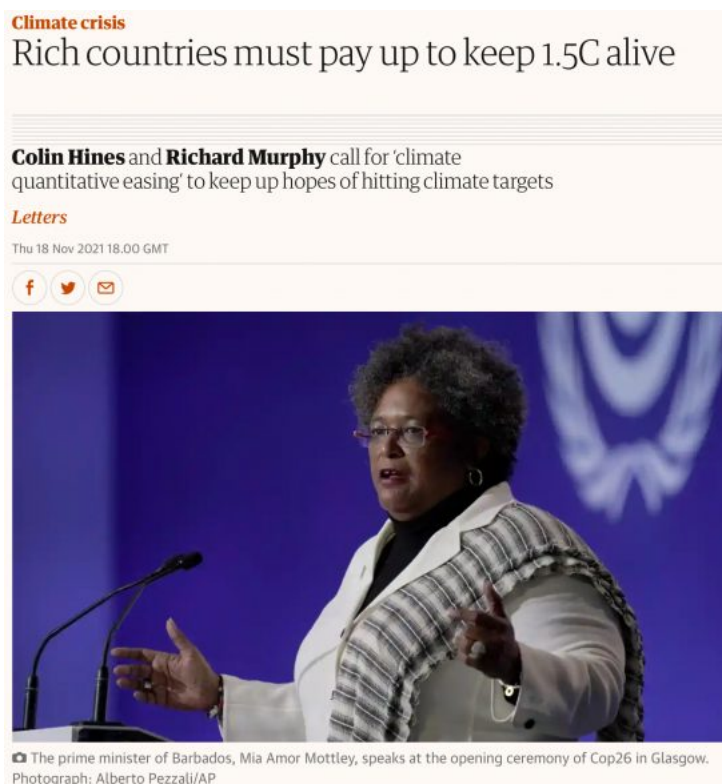 Climate crisis
Rich countries must pay up to keep 1.5C alive
Colin Hines and Richard Murphy call for ‘climate
quantitative easing’ to keep up hopes of hitting climate targets
Letters
Thu 18 Nov 2021 18.00 GMT
The prime minister of Barbados, Mia Amor Mottley, speaks at the opening ceremony of Cop26 in Glasgow.
Photograph: Alberto Pezzali/AP